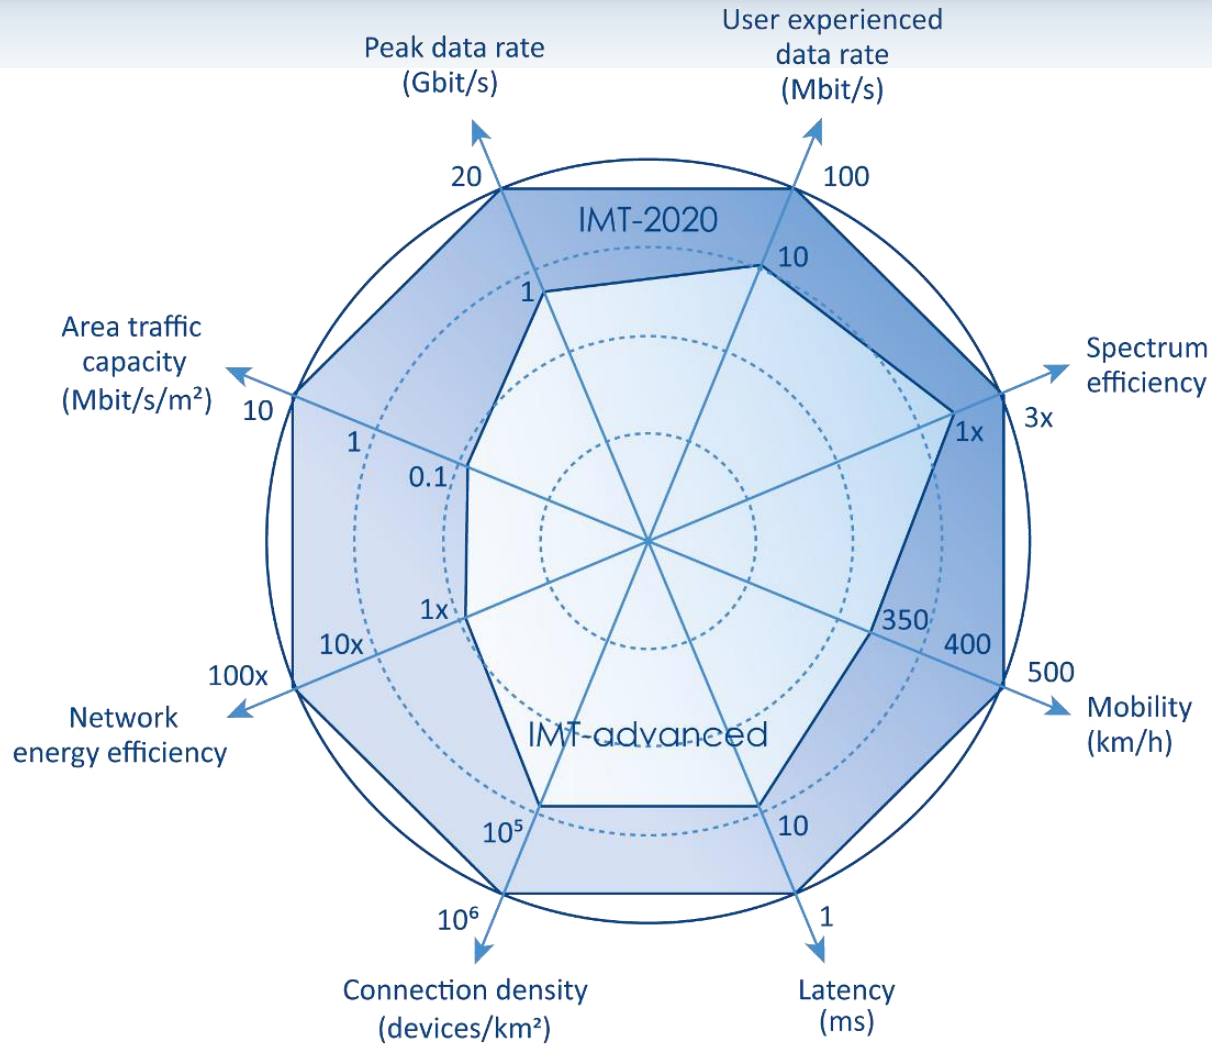 User experienced
data rate
(Mbit/s)
Peak data rate
(Gbit/s)
20
100
IMT-2020
10
1
Area traffic
capacity
(Mbit/s/m²)
Spectrum
efficiency
10
1
0.1
1x
3x
1x
10x
100x
350
400
500
Network
energy efficiency
Mobility
(km/h)
IMT-advanced
10⁵
10
10⁶
1
Connection density
(devices/km²)
Latency
(ms)